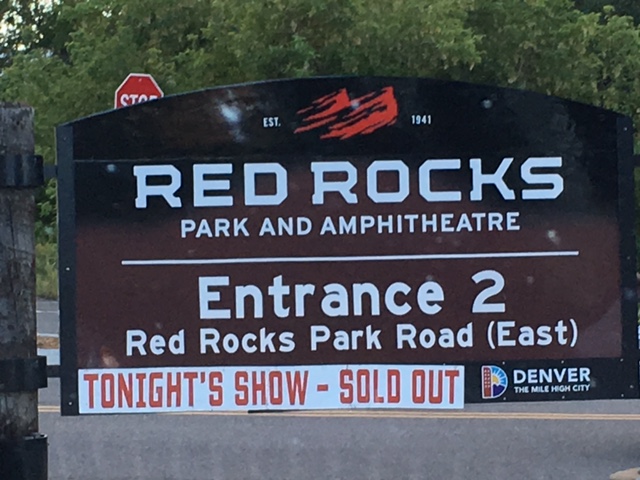 STOP
EST. 1941
RED ROCKS
PARK AND AMPHITHEATRE
Entrance 2
Red Rocks Park Road (East)
TONIGHT'S SHOW - SOLD OUT
DENVER
THE MILE HIGH CITY